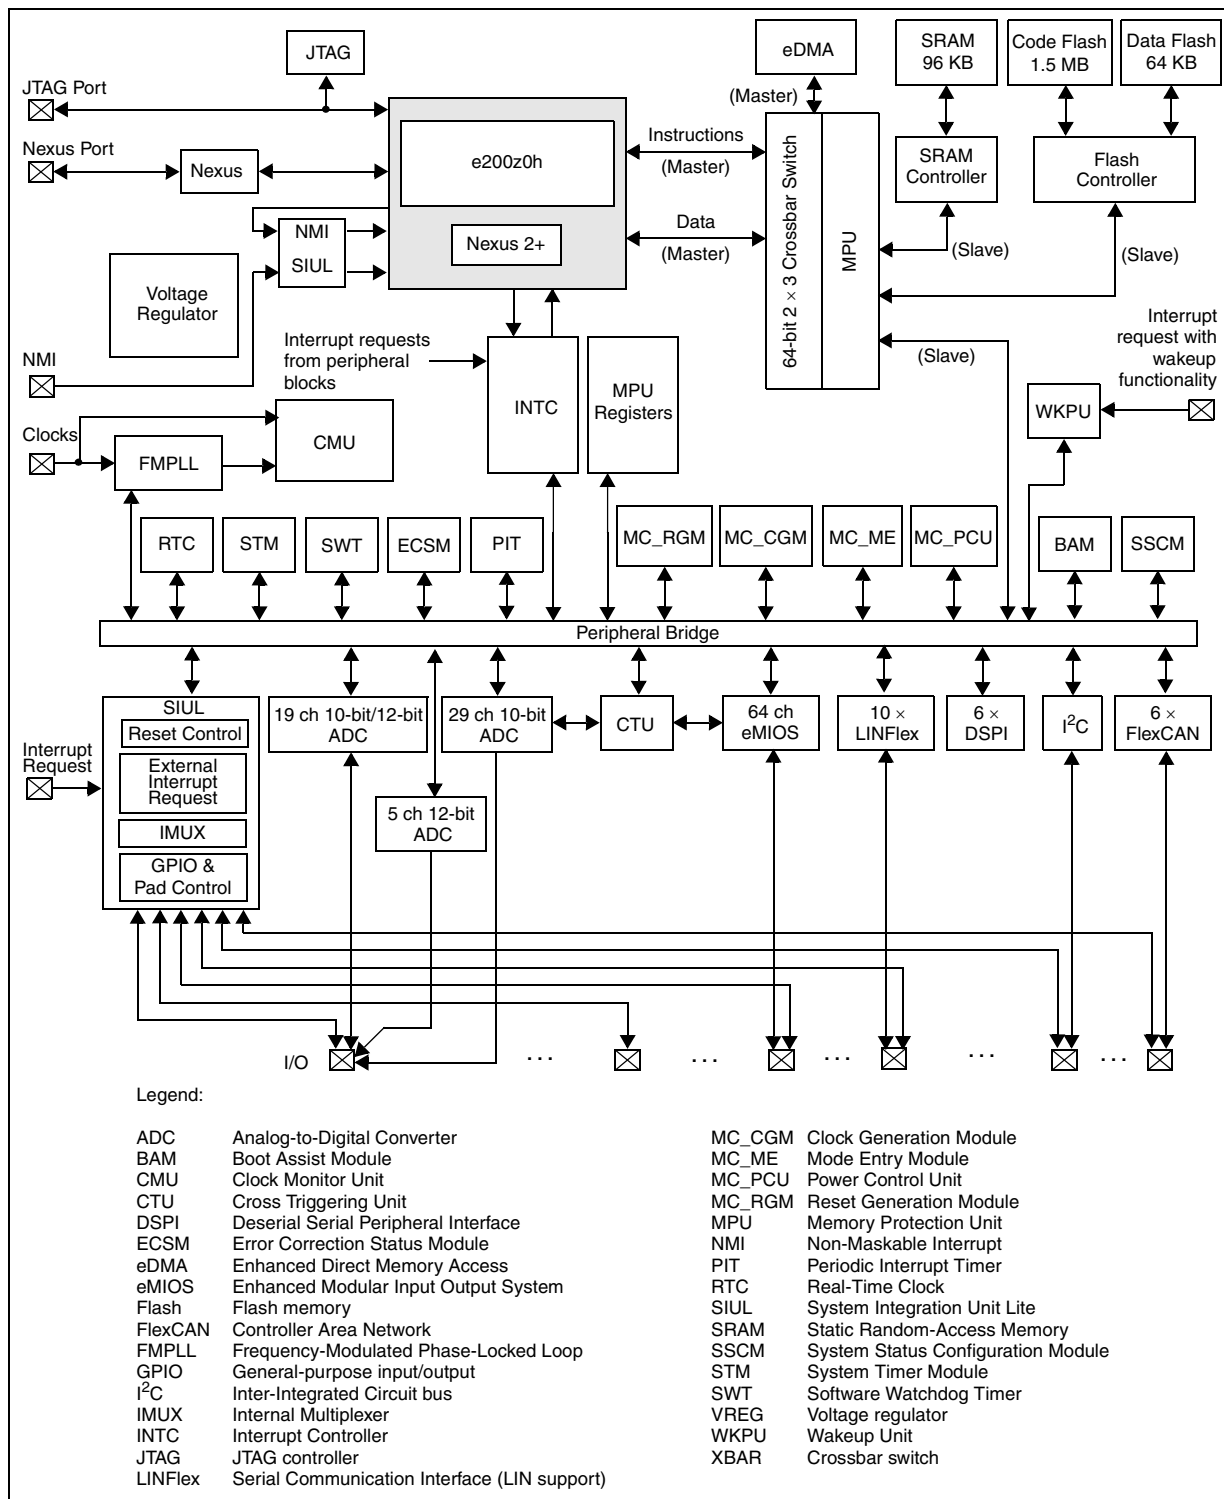 JTAG
eDMA
SRAM
96 KB
Code Flash
1.5 MB
Data Flash
64 KB
JTAG Port
(Master)
Nexus Port
Nexus
e200z0h
Instructions
(Master)
64-bit 2 × 3 Crossbar Switch
MPU
SRAM
Controller
Flash
Controller
NMI
SIUL
Nexus 2+
Data
(Master)
(Slave)
(Slave)
Voltage
Regulator
Interrupt
request with
wakeup
functionality
NMI
Interrupt requests
from peripheral
blocks
INTC
MPU
Registers
(Slave)
WKPU
Clocks
FMPLL
CMU
RTC
STM
SWT
ECSM
PIT
MC_RGM
MC_CGM
MC_ME
MC_PCU
BAM
SSCM
Peripheral Bridge
SIUL
Reset Control
External
Interrupt
Request
IMUX
GPIO &
Pad Control
Interrupt
Request
19 ch 10-bit/12-bit
ADC
29 ch 10-bit
ADC
CTU
64 ch
eMIOS
10 ×
LINFlex
6 ×
DSPI
I2C
6 ×
FlexCAN
5 ch 12-bit
ADC
I/O
. . .
. . .
. . .
. . .
. . .
Legend:
ADC Analog-to-Digital Converter
BAM Boot Assist Module
CMU Clock Monitor Unit
CTU Cross Triggering Unit
DSPI Deserial Serial Peripheral Interface
ECSM Error Correction Status Module
eDMA Enhanced Direct Memory Access
eMIOS Enhanced Modular Input Output System
Flash Flash memory
FlexCAN Controller Area Network
FMPLL Frequency-Modulated Phase-Locked Loop
GPIO General-purpose input/output
I2C Inter-Integrated Circuit bus
IMUX Internal Multiplexer
INTC Interrupt Controller
JTAG JTAG controller
LINFlex Serial Communication Interface (LIN support)
MC_CGM Clock Generation Module
MC_ME Mode Entry Module
MC_PCU Power Control Unit
MC_RGM Reset Generation Module
MPU Memory Protection Unit
NMI Non-Maskable Interrupt
PIT Periodic Interrupt Timer
RTC Real-Time Clock
SIUL System Integration Unit Lite
SRAM Static Random-Access Memory
SSCM System Status Configuration Module
STM System Timer Module
SWT Software Watchdog Timer
VREG Voltage regulator
WKPU Wakeup Unit
XBAR Crossbar switch